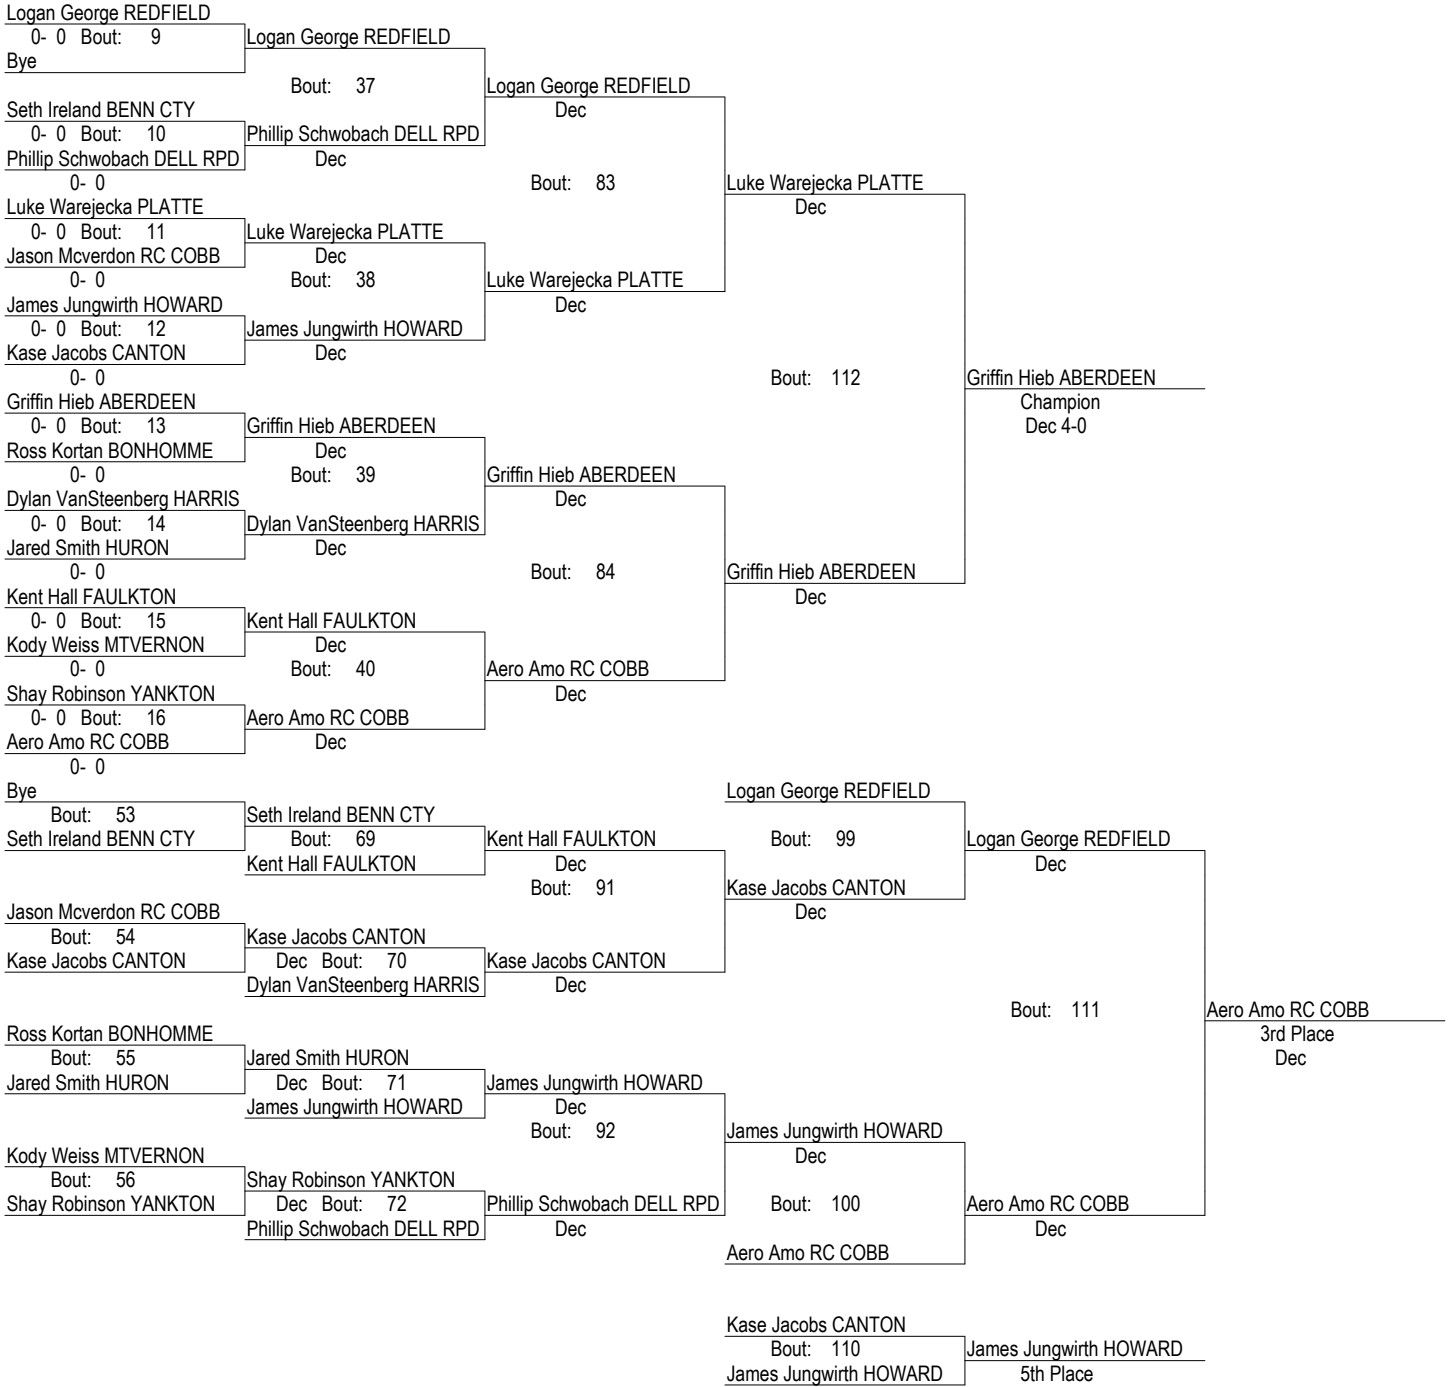 Logan George REDFIELD
0- 0 Bout: 9
Logan George REDFIELD
Bye
Bout: 37
Logan George REDFIELD
Seth Ireland BENN CTY
Dec
0- 0 Bout: 10
Phillip Schwobach DELL RPD
Phillip Schwobach DELL RPD
Dec
0- 0
Bout: 83
Luke Warejecka PLATTE
Luke Warejecka PLATTE
Dec
0- 0 Bout: 11
Luke Warejecka PLATTE
Jason Mcverdon RC COBB
Dec
0- 0
Bout: 38
Luke Warejecka PLATTE
James Jungwirth HOWARD
Dec
0- 0 Bout: 12
James Jungwirth HOWARD
Kase Jacobs CANTON
Dec
0- 0
Bout: 112
Griffin Hieb ABERDEEN
Griffin Hieb ABERDEEN
Champion
0- 0 Bout: 13
Griffin Hieb ABERDEEN
Dec 4-0
Ross Kortan BONHOMME
Dec
0- 0
Bout: 39
Griffin Hieb ABERDEEN
Dylan VanSteenberg HARRIS
Dec
0- 0 Bout: 14
Dylan VanSteenberg HARRIS
Jared Smith HURON
Dec
0- 0
Bout: 84
Griffin Hieb ABERDEEN
Kent Hall FAULKTON
Dec
0- 0 Bout: 15
Kent Hall FAULKTON
Kody Weiss MTVERNON
Dec
0- 0
Bout: 40
Aero Amo RC COBB
Shay Robinson YANKTON
Dec
0- 0 Bout: 16
Aero Amo RC COBB
Aero Amo RC COBB
Dec
0- 0
Bye
Logan George REDFIELD
Bout: 53
Seth Ireland BENN CTY
Seth Ireland BENN CTY
Bout: 69
Kent Hall FAULKTON
Bout: 99
Logan George REDFIELD
Kent Hall FAULKTON
Dec
Dec
Bout: 91
Kase Jacobs CANTON
Jason Mcverdon RC COBB
Dec
Bout: 54
Kase Jacobs CANTON
Kase Jacobs CANTON
Dec Bout: 70
Kase Jacobs CANTON
Dylan VanSteenberg HARRIS
Dec
Bout: 111
Aero Amo RC COBB
Ross Kortan BONHOMME
3rd Place
Bout: 55
Jared Smith HURON
Dec
Jared Smith HURON
Dec Bout: 71
James Jungwirth HOWARD
James Jungwirth HOWARD
Dec
Bout: 92
James Jungwirth HOWARD
Kody Weiss MTVERNON
Dec
Bout: 56
Shay Robinson YANKTON
Shay Robinson YANKTON
Dec Bout: 72
Phillip Schwobach DELL RPD
Bout: 100
Aero Amo RC COBB
Phillip Schwobach DELL RPD
Dec
Dec
Aero Amo RC COBB
Kase Jacobs CANTON
Bout: 110
James Jungwirth HOWARD
James Jungwirth HOWARD
5th Place